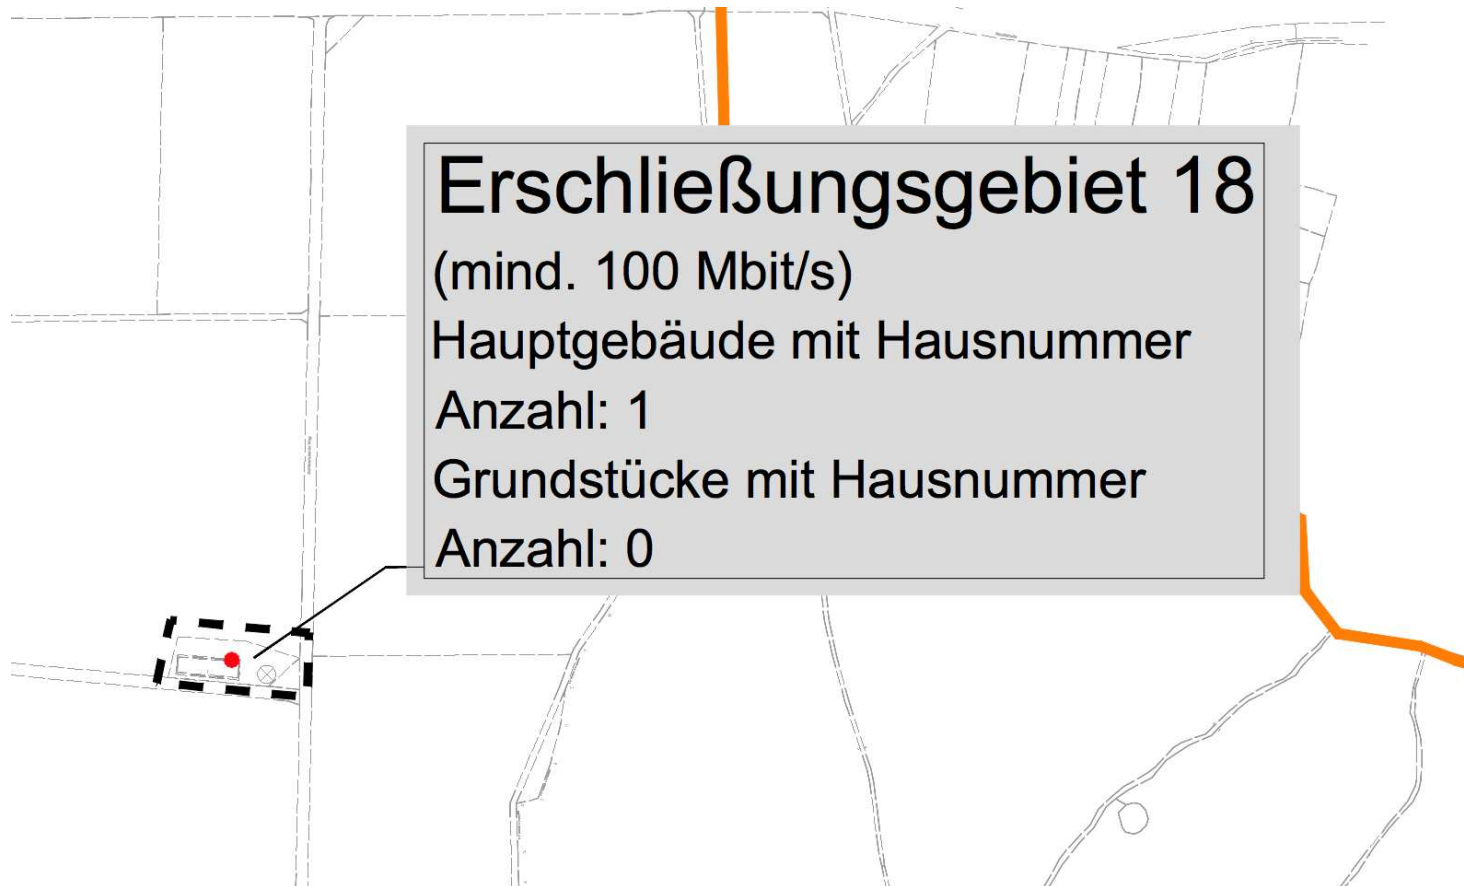 Erschließungsgebiet 18
(mind. 100 Mbit/s)
Hauptgebäude mit Hausnummer
Anzahl: 1
Grundstücke mit Hausnummer
Anzahl: 0